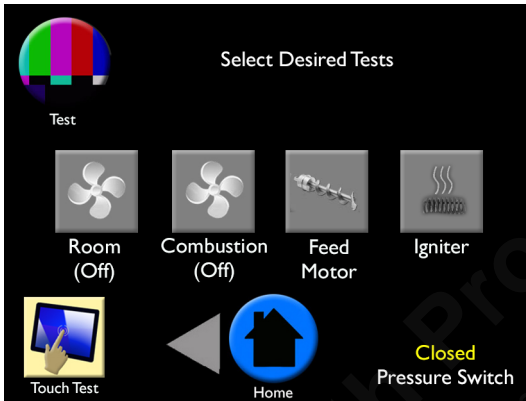 Select Desired Tests
Test
Room
(Off)
Combustion
(Off)
Feed
Motor
Igniter
Touch Test
Home
Closed
Pressure Switch